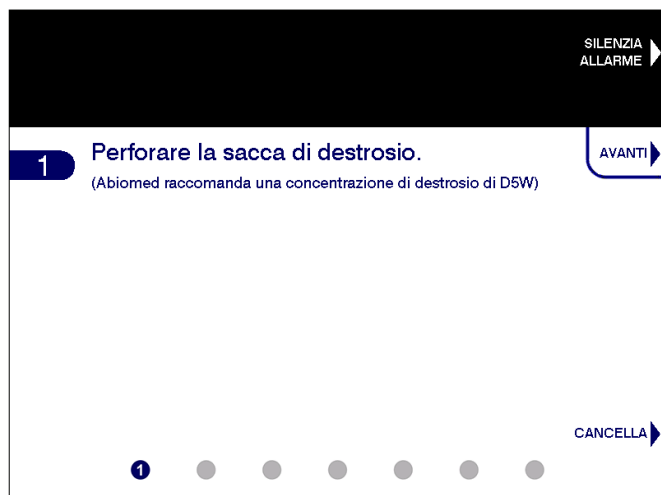 SILENZIA
ALLARME
1
Perforare la sacca di destrosio.
AVANTI
(Abiomed raccomanda una concentrazione di destrosio di D5W)
CANCELLA
1